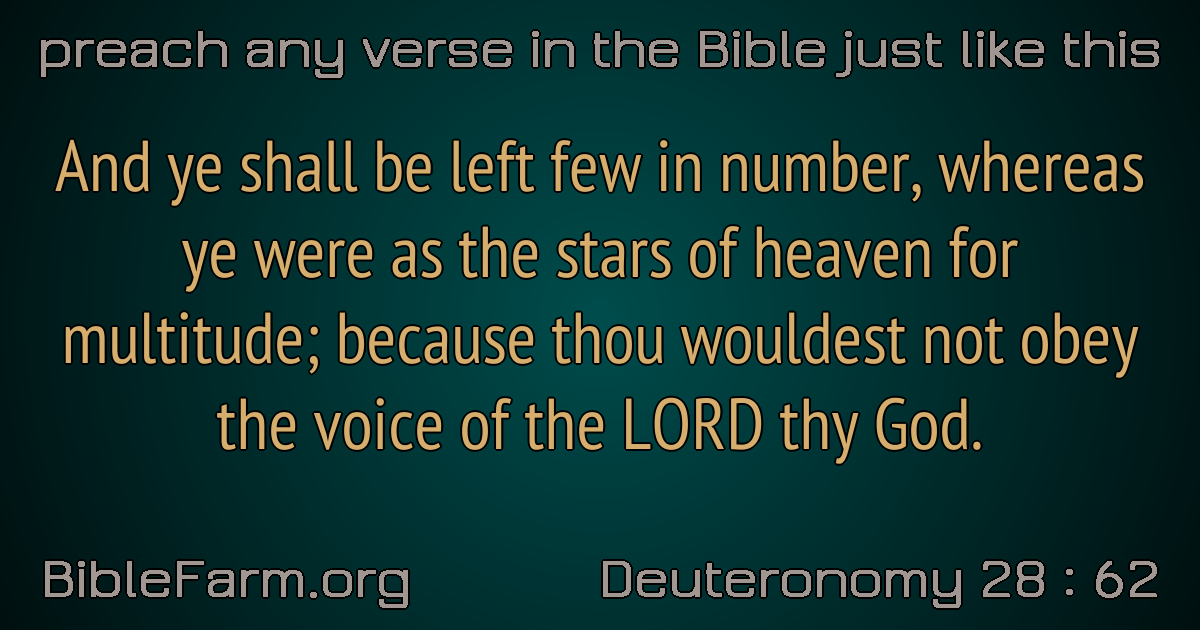 preach any verse in the Bible just like this
And ye shall be left few in number, whereas
ye were as the stars of heaven for
multitude; because thou wouldest not obey
the voice of the LORD thy God.
BibleFarm.org
Deuteronomy 28 : 62